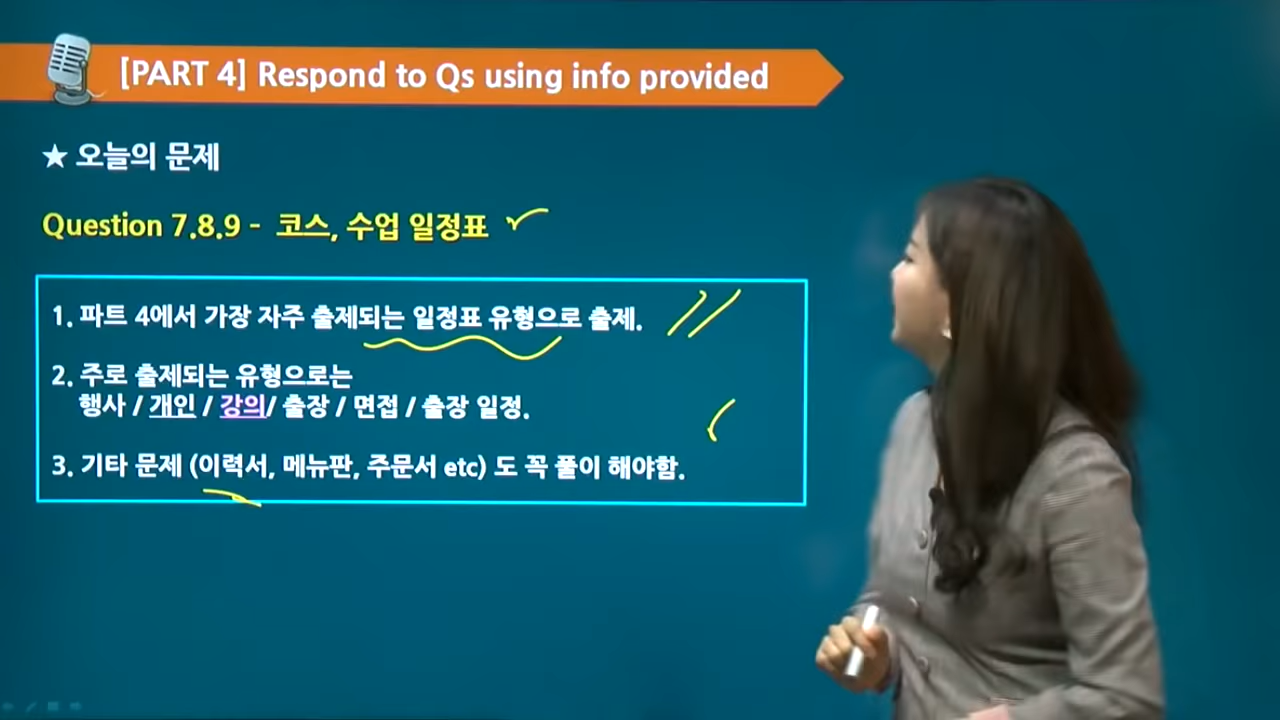 [PART 4] Respond to Qs using info provided
★ 오늘의 문제
Question 7.8.9 - 코스, 수업 일정표
1. 파트 4에서 가장 자주 출제되는 일정표 유형으로 출제.
2. 주로 출제되는 유형으로는
행사 / 개인 / 강의/ 출장 / 면접 / 출장 일정.
3. 기타 문제 (이력서, 메뉴판, 주문서 etc) 도 꼭 풀이 해야함.